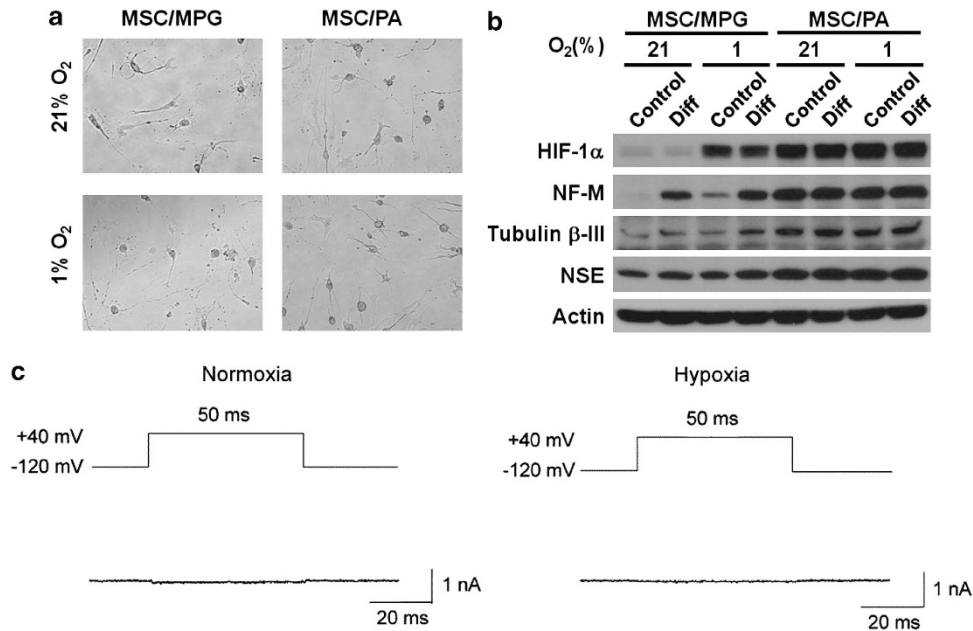 a
MSC/MPG
MSC/PA
21% O₂
1% O₂
b
MSC/MPG
MSC/PA
O₂(%)
21
1
21
1
Control
Diff
Control
Diff
Control
Diff
Control
Diff
HIF-1α
NF-M
Tubulin β-III
NSE
Actin
c
Normoxia
50 ms
+40 mV
-120 mV
1 nA
20 ms
Hypoxia
50 ms
+40 mV
-120 mV
1 nA
20 ms